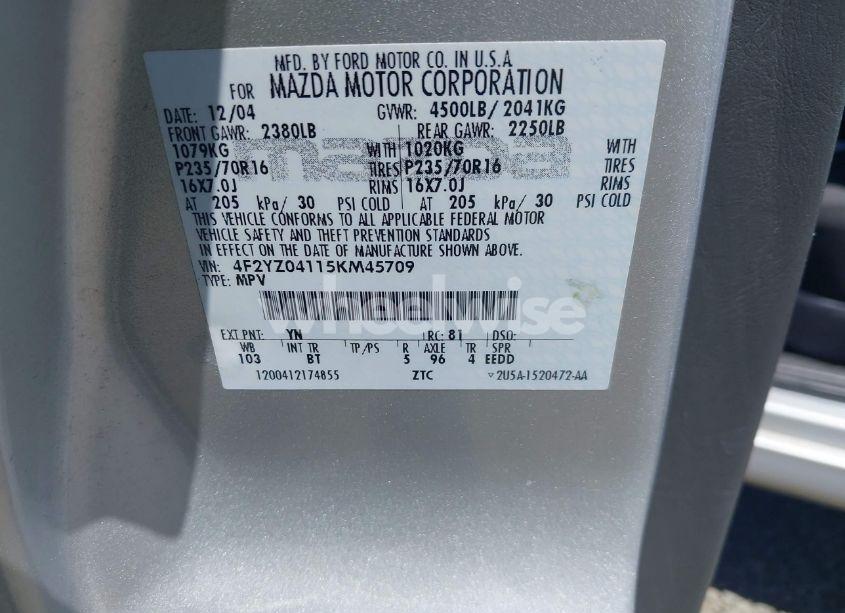 MFD. BY FORD MOTOR CO. IN U.S.A
FOR MAZDA MOTOR CORPORATION
DATE: 12/04 GVWR: 4500LB/ 2041KG
FRONT GAWR: 2380LB REAR GAWR: 2250LB
1079KG WITH 1020KG WITH
mazda
P235/70R16 TIRES P235/70R16 TIRES
16X7.0J RIMS 16X7.0J RIMS
AT 205 kPa/ 30 PSI COLD AT 205 kPa/ 30 PSI COLD
THIS VEHICLE CONFORMS TO ALL APPLICABLE FEDERAL MOTOR
VEHICLE SAFETY AND THEFT PREVENTION STANDARDS
IN EFFECT ON THE DATE OF MANUFACTURE SHOWN ABOVE.
VIN: 4F2YZ04115KM45709
TYPE: MPV
wheelwise
EXT PNT: YN RC: 81 DSO:
WB INT TR TP/PS R AXLE TR SPR
103 BT 5 96 4 EEDD
1200412174855 ZTC ▿2U5A-1520472-AA